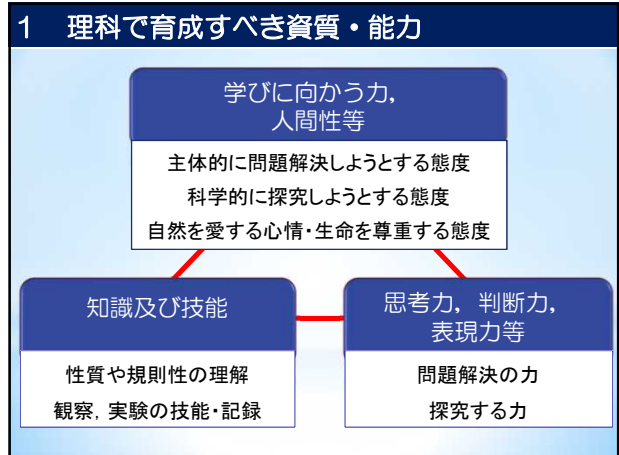 1 理科で育成すべき資質・能力
学びに向かう力，
人間性等
主体的に問題解決しようとする態度
科学的に探究しようとする態度
自然を愛する心情・生命を尊重する態度
知識及び技能
性質や規則性の理解
観察，実験の技能・記録
思考力，判断力，
表現力等
問題解決の力
探究する力